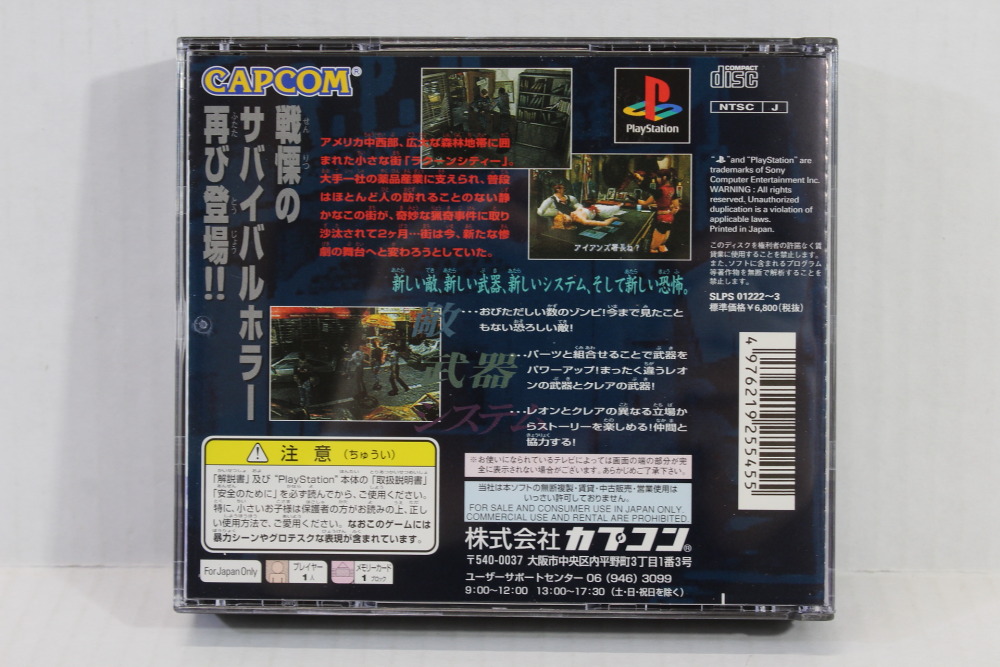 CAPCOM®
戦慄の
サバイバルホラー
再び登場!!
アメリカ中西部、広大な森林地帯に囲
まれた小さな街「ラクーンシティー」。
大手一社の薬品産業に支えられ、普段
はほとんど人の訪れることのない静
かなこの街が、奇妙な猟奇事件に取り
沙汰されて2ヶ月…街は今、新たな惨
劇の舞台へと変わろうとしていた。
アイアンズ署長ね?
PlayStation
COMPACT
disc
NTSC J
"PS" and "PlayStation" are
trademarks of Sony
Computer Entertainment Inc.
WARNING : All rights
reserved, Unauthorized
duplication is a violation of
applicable laws.
Printed in Japan.
このディスクを権利者の許諾なく賃
貸業に使用することを禁じます。
また、ソフトに含まれるプログラム
等著作物を無断で解析することも
禁じます。
SLPS 01222〜3
標準価格¥6,800(税抜)
新しい敵、新しい武器、新しいシステム、そして新しい恐怖。
敵
…おびただしい数のゾンビ!今まで見たこと
もない恐ろしい敵!
武器
…パーツと組合せることで武器を
パワーアップ!まったく違うレオ
ンの武器とクレアの武器!
システム
…レオンとクレアの異なる立場か
らストーリーを楽しめる!仲間と
協力する!
4976219255455
注意(ちゅうい)
「解説書」及び"PlayStation"本体の「取扱説明書」
「安全のために」を必ず読んでから、ご使用ください。
特に、小さいお子様は保護者の方がお読みの上、正し
い使用方法で、ご愛用ください。なおこのゲームには
暴力シーンやグロテスクな表現が含まれています。
※お使いになられているテレビによっては画面の端の部分が完
全に表示されない場合がございます。あらかじめご了承下さい。
当社は本ソフトの無断複製・賃貸・中古販売・営業使用は
いっさい許可しておりません。
FOR SALE AND CONSUMER USE IN JAPAN ONLY.
COMMERCIAL USE AND RENTAL ARE PROHIBITED.
株式会社カプコン®
〒540-0037 大阪市中央区内平野町3丁目1番3号
ユーザーサポートセンター 06 (946) 3099
9:00〜12:00 13:00〜17:30 (土・日・祝日を除く)
For Japan Only
プレイヤー
1人
メモリーカード
1ブロック